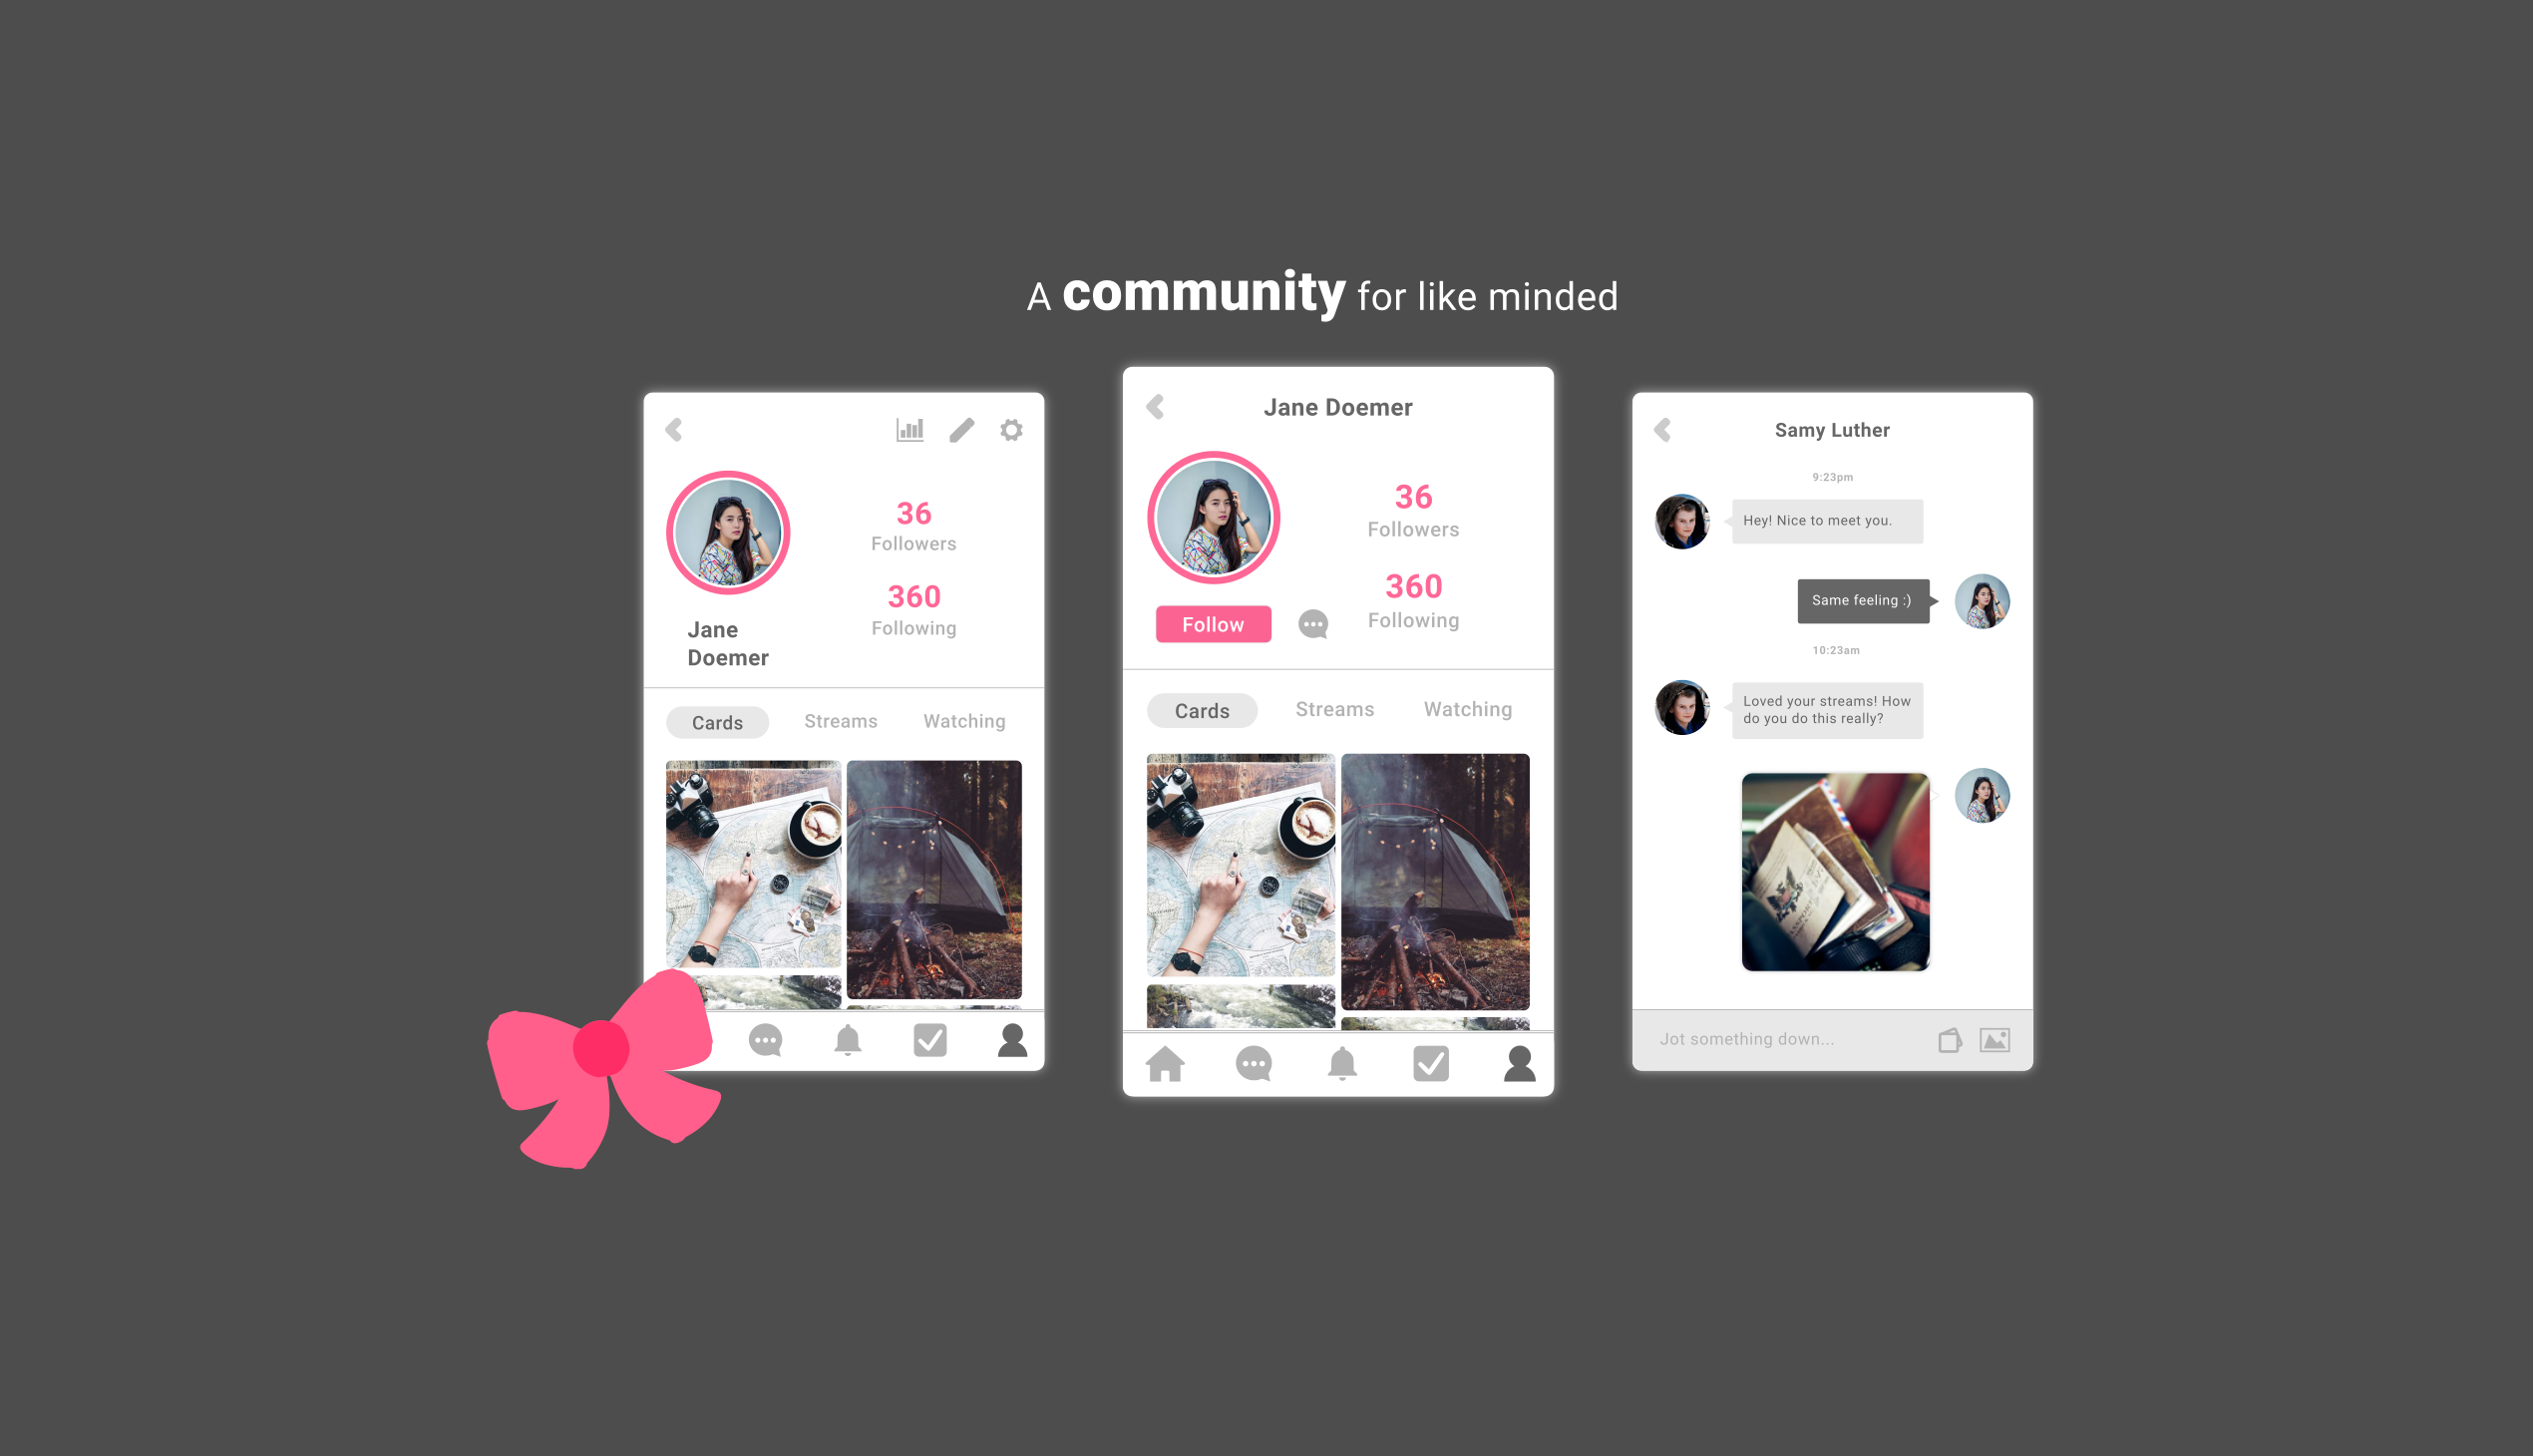 A community for like minded
36
Followers
360
Following
Jane
Doemer
Cards Streams Watching
Jane Doemer
36
Followers
360
Following
Follow
Cards Streams Watching
Samy Luther
9:23pm
Hey! Nice to meet you.
Same feeling :)
10:23am
Loved your streams! How
do you do this really?
Jot something down...